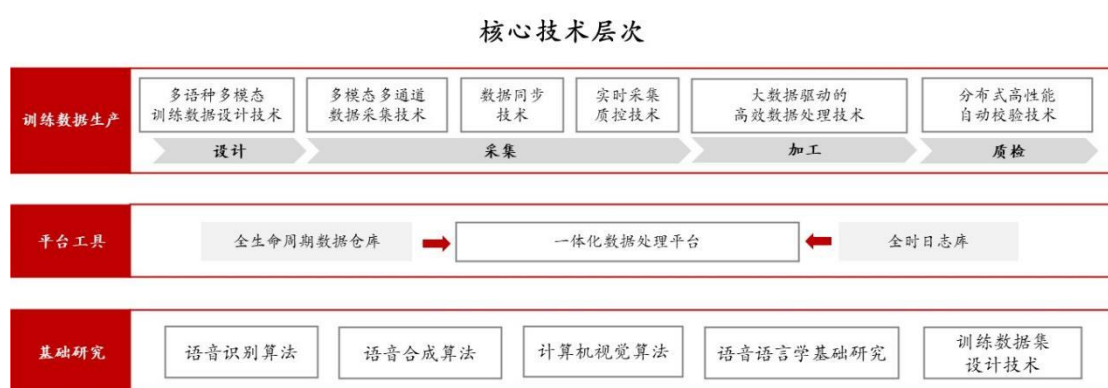 核心技术层次
训练数据生产
多语种多模态
训练数据设计技术
多模态多通道
数据采集技术
数据同步
技术
实时采集
质控技术
大数据驱动的
高效数据处理技术
分布式高性能
自动校验技术
设计
采集
加工
质检
平台工具
全生命周期数据仓库
一体化数据处理平台
全时日志库
基础研究
语音识别算法
语音合成算法
计算机视觉算法
语音语言学基础研究
训练数据集
设计技术